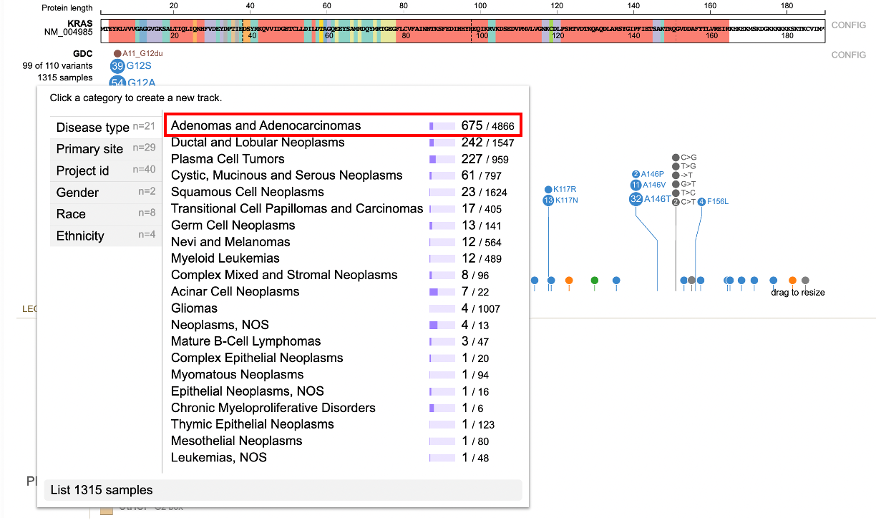 Protein length
20 40 60 80 100 120 140 160 180
KRAS
NM_004985
CONFIG
20 40 60 80 100 120 140 160 180
GDC
A11_G12du
CONFIG
99 of 110 variants
39 G12S
1315 samples
54 G12A
Click a category to create a new track.
Disease type n=21
Primary site n=29
Project id n=40
Gender n=2
Race n=8
Ethnicity n=4
Adenomas and Adenocarcinomas 675 / 4866
Ductal and Lobular Neoplasms 242 / 1547
Plasma Cell Tumors 227 / 959
Cystic, Mucinous and Serous Neoplasms 61 / 797
Squamous Cell Neoplasms 23 / 1624
Transitional Cell Papillomas and Carcinomas 17 / 405
Germ Cell Neoplasms 13 / 141
Nevi and Melanomas 12 / 564
Myeloid Leukemias 12 / 489
Complex Mixed and Stromal Neoplasms 8 / 96
Acinar Cell Neoplasms 7 / 22
Gliomas 4 / 1007
Neoplasms, NOS 4 / 13
Mature B-Cell Lymphomas 3 / 47
Complex Epithelial Neoplasms 1 / 20
Myomatous Neoplasms 1 / 94
Epithelial Neoplasms, NOS 1 / 16
Chronic Myeloproliferative Disorders 1 / 6
Thymic Epithelial Neoplasms 1 / 123
Mesothelial Neoplasms 1 / 80
Leukemias, NOS 1 / 48
List 1315 samples
K117R
13 K117N
2 A146P
11 A146V
32 A146T
C>G
T>G
->T
G>T
T>C
2 C>T
4 F156L
drag to resize